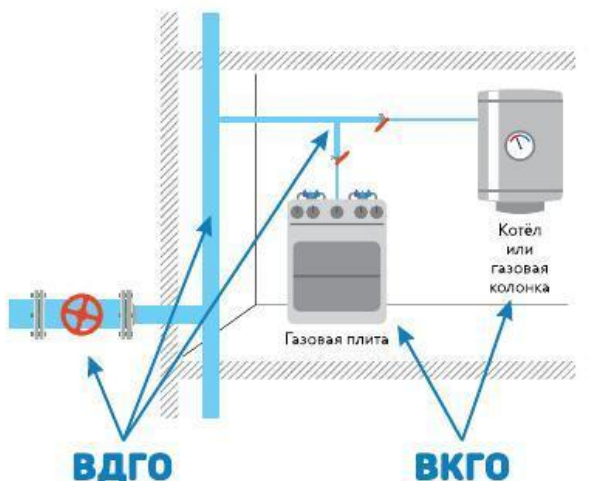 Котёл
или
газовая
колонка
Газовая плита
ВДГО
ВКГО